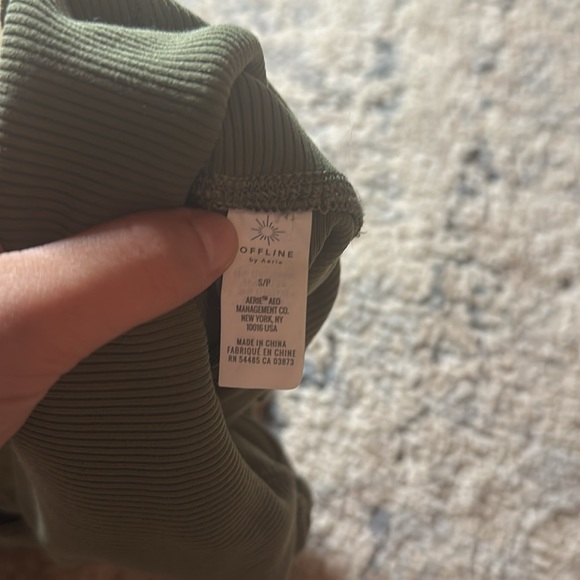 OFFLINE
by Aerie
S/P
AERIE™ AEO
MANAGEMENT CO.
NEW YORK, NY
10016 USA
MADE IN CHINA
FABRIQUÉ EN CHINE
RN 54485 CA 03873